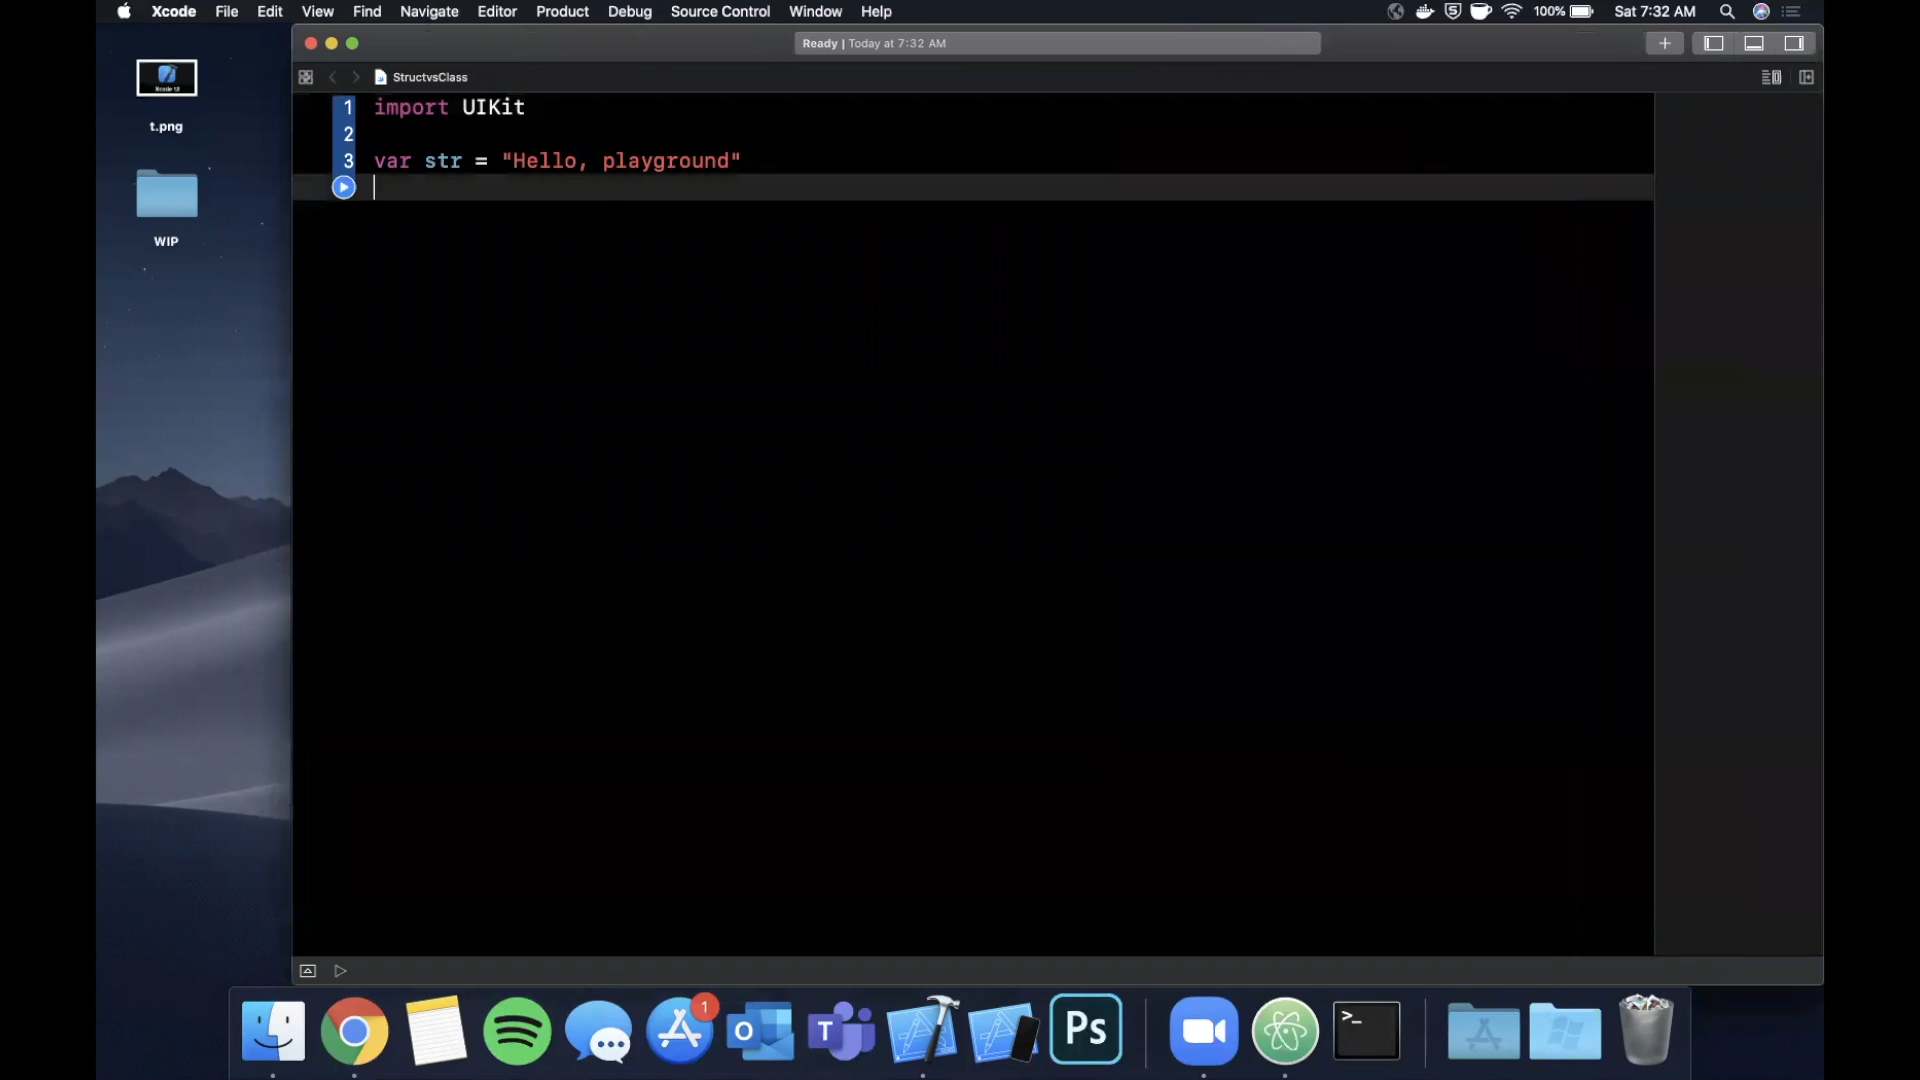 Xcode File Edit View Find Navigate Editor Product Debug Source Control Window Help 100% Sat 7:32 AM
Ready | Today at 7:32 AM
StructvsClass
t.png
WIP
1 import UIKit
2
3 var str = "Hello, playground"
1
O
T
Ps
>_